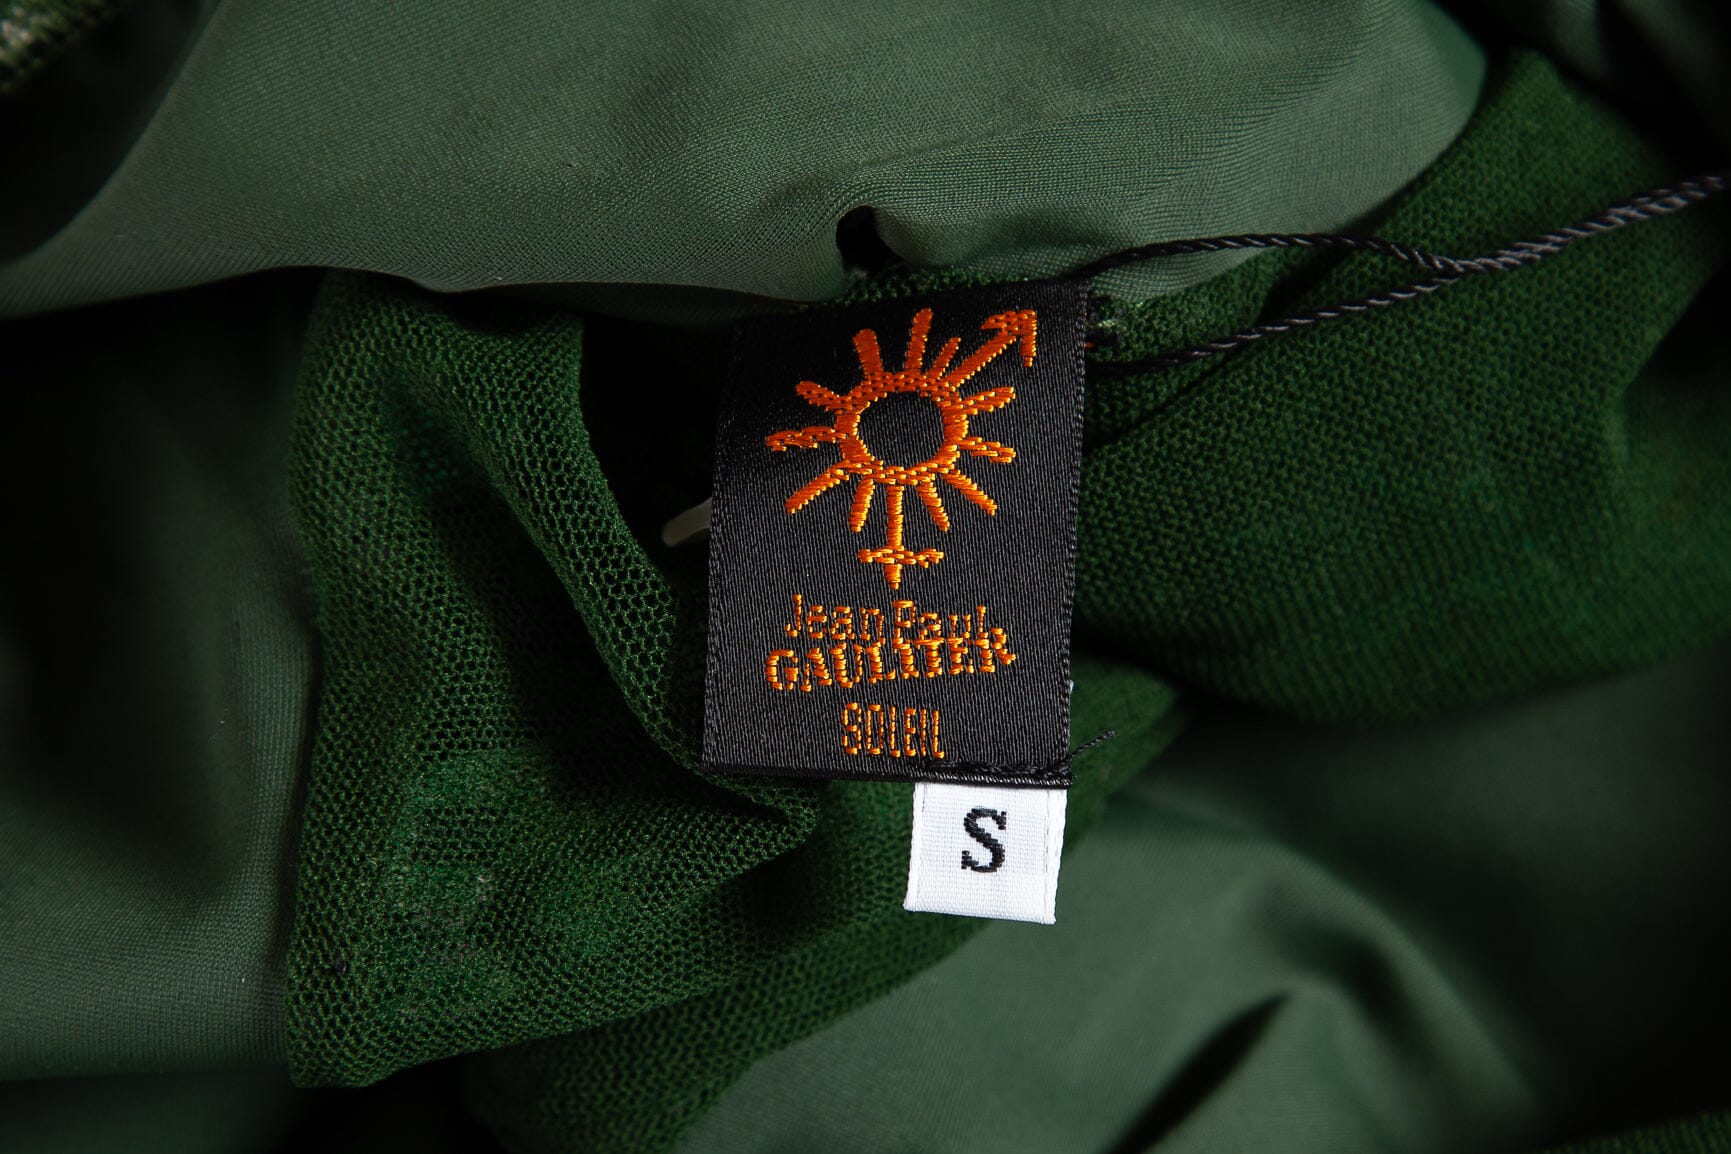 Jean Paul
GAULTIER
SOLEIL
S